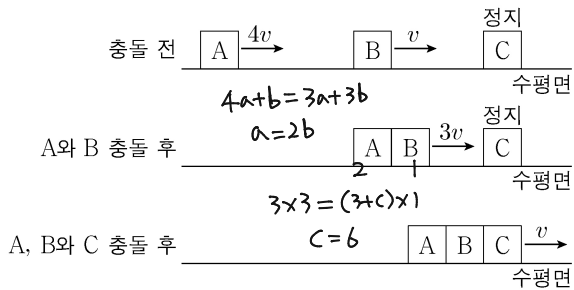 정지
충돌 전 A 4v B v C
수평면
4a+b=3a+3b
a=2b
정지
A와 B 충돌 후 A B 3v C
2 1
수평면
3×3=(3+c)×1
c=6
A, B와 C 충돌 후 A B C v
수평면